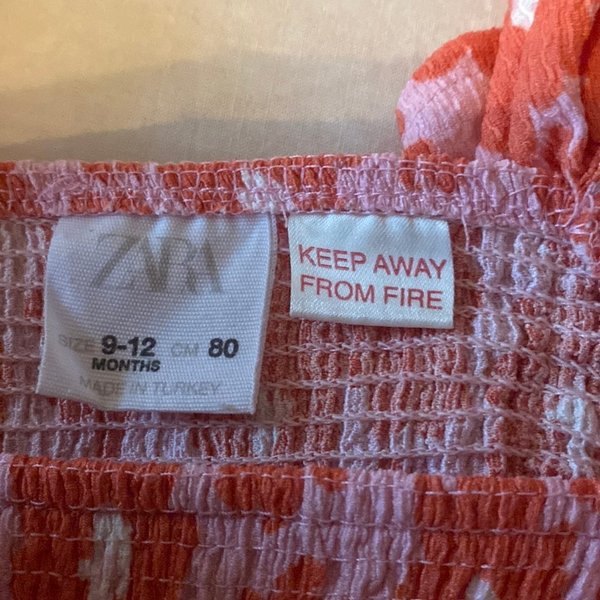 ZARA
SIZE 9-12 CM 80
MONTHS
MADE IN TURKEY
KEEP AWAY
FROM FIRE